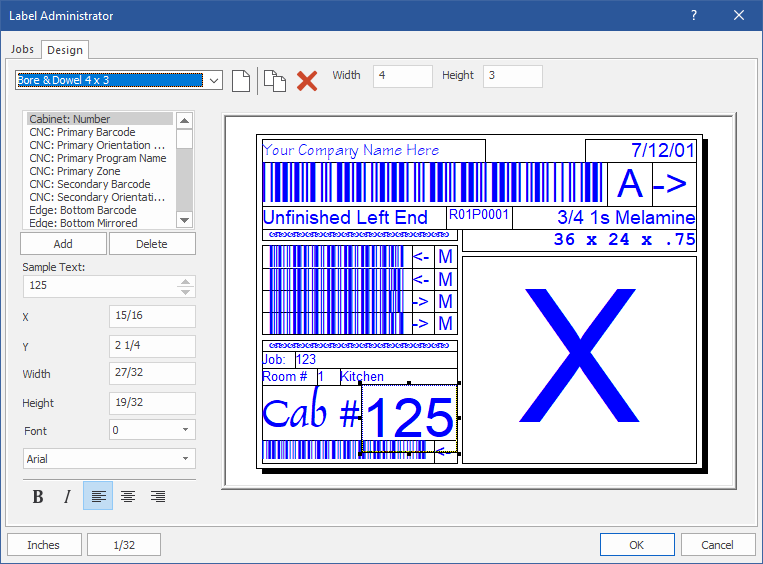 Label Administrator
Jobs Design
Bore & Dowel 4 x 3
Width 4 Height 3
Cabinet: Number
CNC: Primary Barcode
CNC: Primary Orientation ...
CNC: Primary Program Name
CNC: Primary Zone
CNC: Secondary Barcode
CNC: Secondary Orientati...
Edge: Bottom Barcode
Edge: Bottom Mirrored
Add Delete
Sample Text:
125
X 15/16
Y 2 1/4
Width 27/32
Height 19/32
Font 0
Arial
B I
Your Company Name Here 7/12/01
A ->
Unfinished Left End R01P0001 3/4 1s Melamine
36 x 24 x .75
<- M
<- M
-> M
-> M
X
Job: 123
Room # 1 Kitchen
Cab # 125
<-
Inches 1/32 OK Cancel